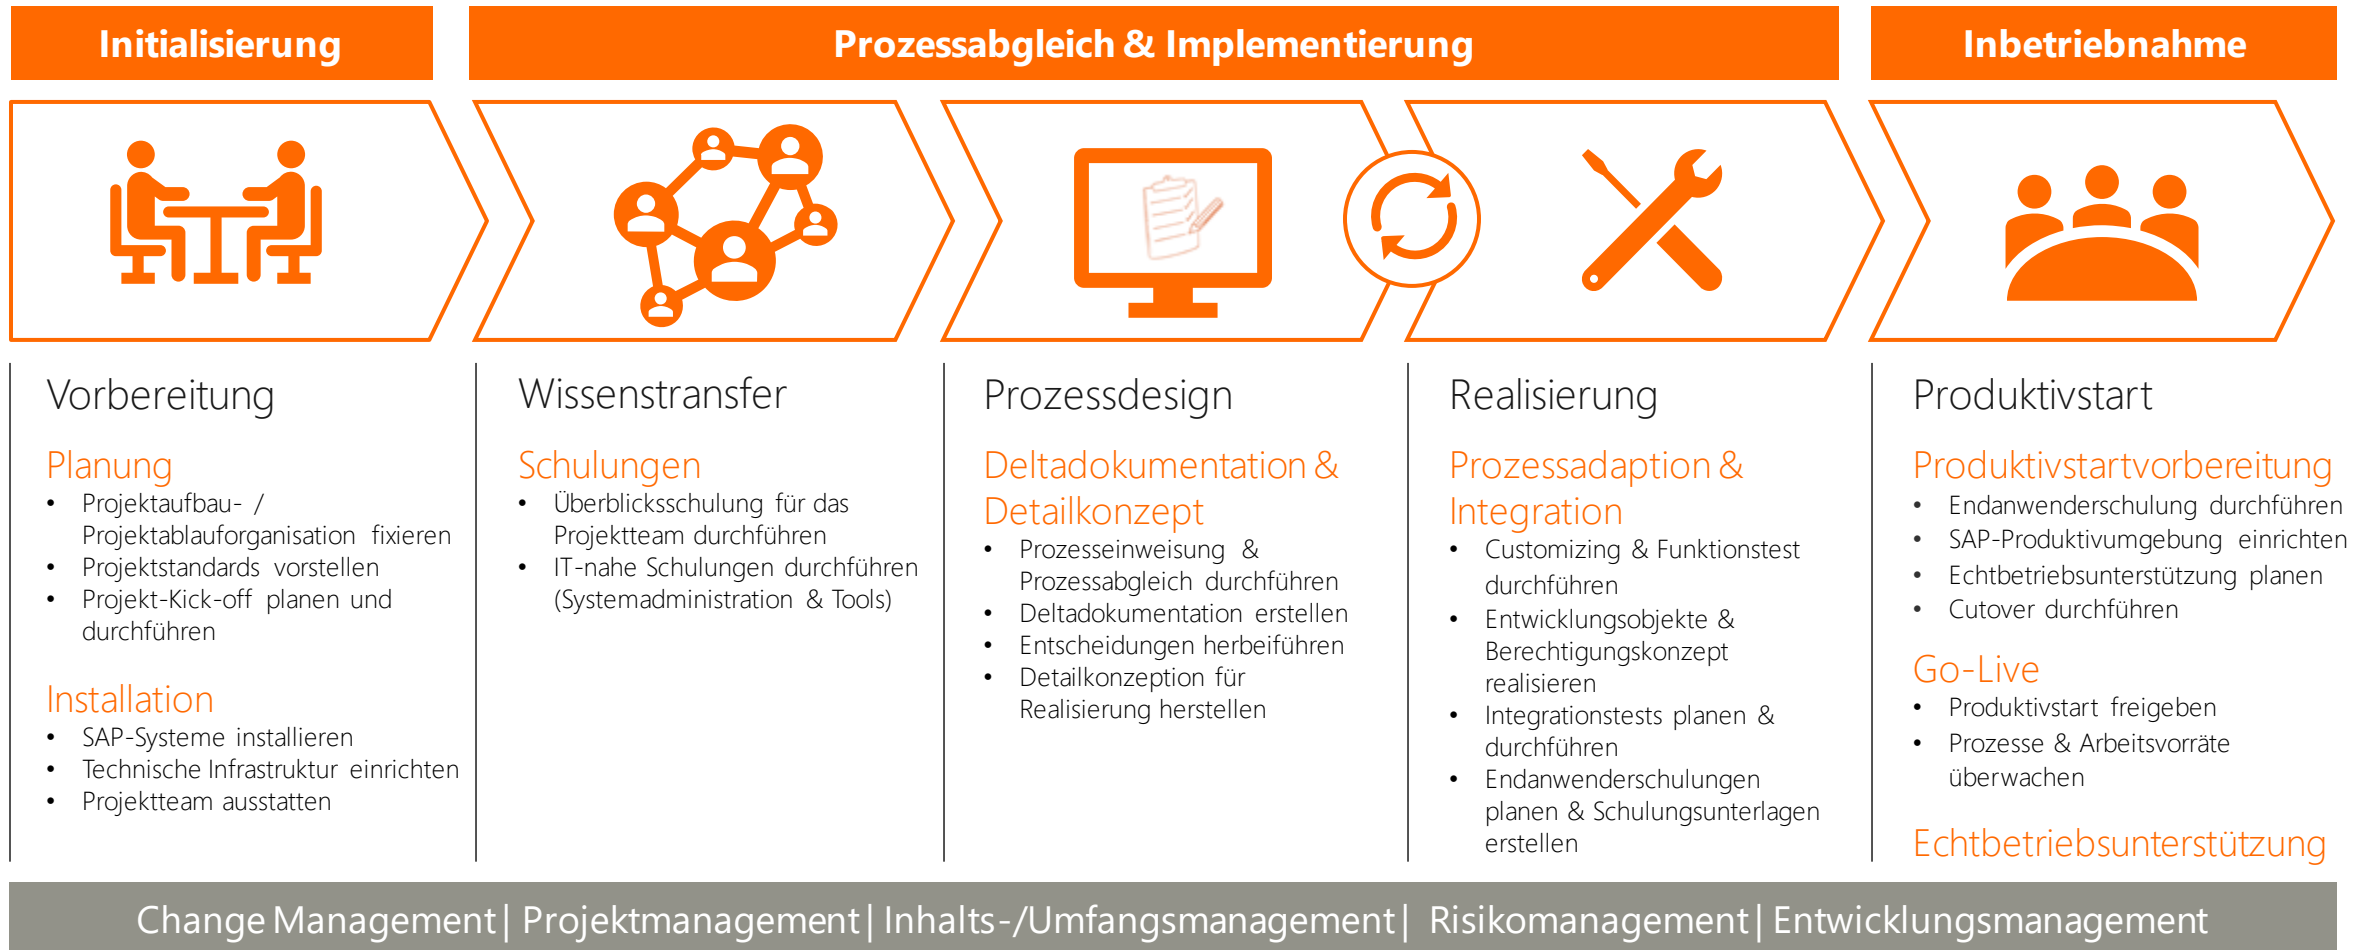 Initialisierung
Prozessabgleich & Implementierung
Inbetriebnahme
Vorbereitung
Planung
• Projektaufbau- /
Projektablauforganisation fixieren
• Projektstandards vorstellen
• Projekt-Kick-off planen und
durchführen
Installation
• SAP-Systeme installieren
• Technische Infrastruktur einrichten
• Projektteam ausstatten
Wissenstransfer
Schulungen
• Überblicksschulung für das
Projektteam durchführen
• IT-nahe Schulungen durchführen
(Systemadministration & Tools)
Prozessdesign
Deltadokumentation &
Detailkonzept
• Prozesseinweisung &
Prozessabgleich durchführen
• Deltadokumentation erstellen
• Entscheidungen herbeiführen
• Detailkonzeption für
Realisierung herstellen
Realisierung
Prozessadaption &
Integration
• Customizing & Funktionstest
durchführen
• Entwicklungsobjekte &
Berechtigungskonzept
realisieren
• Integrationstests planen &
durchführen
• Endanwenderschulungen
planen & Schulungsunterlagen
erstellen
Produktivstart
Produktivstartvorbereitung
• Endanwenderschulung durchführen
• SAP-Produktivumgebung einrichten
• Echtbetriebsunterstützung planen
• Cutover durchführen
Go-Live
• Produktivstart freigeben
• Prozesse & Arbeitsvorräte
überwachen
Echtbetriebsunterstützung
Change Management | Projektmanagement | Inhalts-/Umfangsmanagement | Risikomanagement | Entwicklungsmanagement